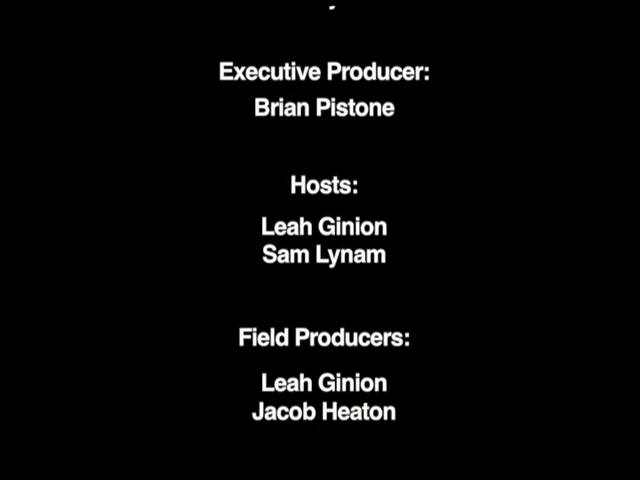 Executive Producer:
Brian Pistone
Hosts:
Leah Ginion
Sam Lynam
Field Producers:
Leah Ginion
Jacob Heaton